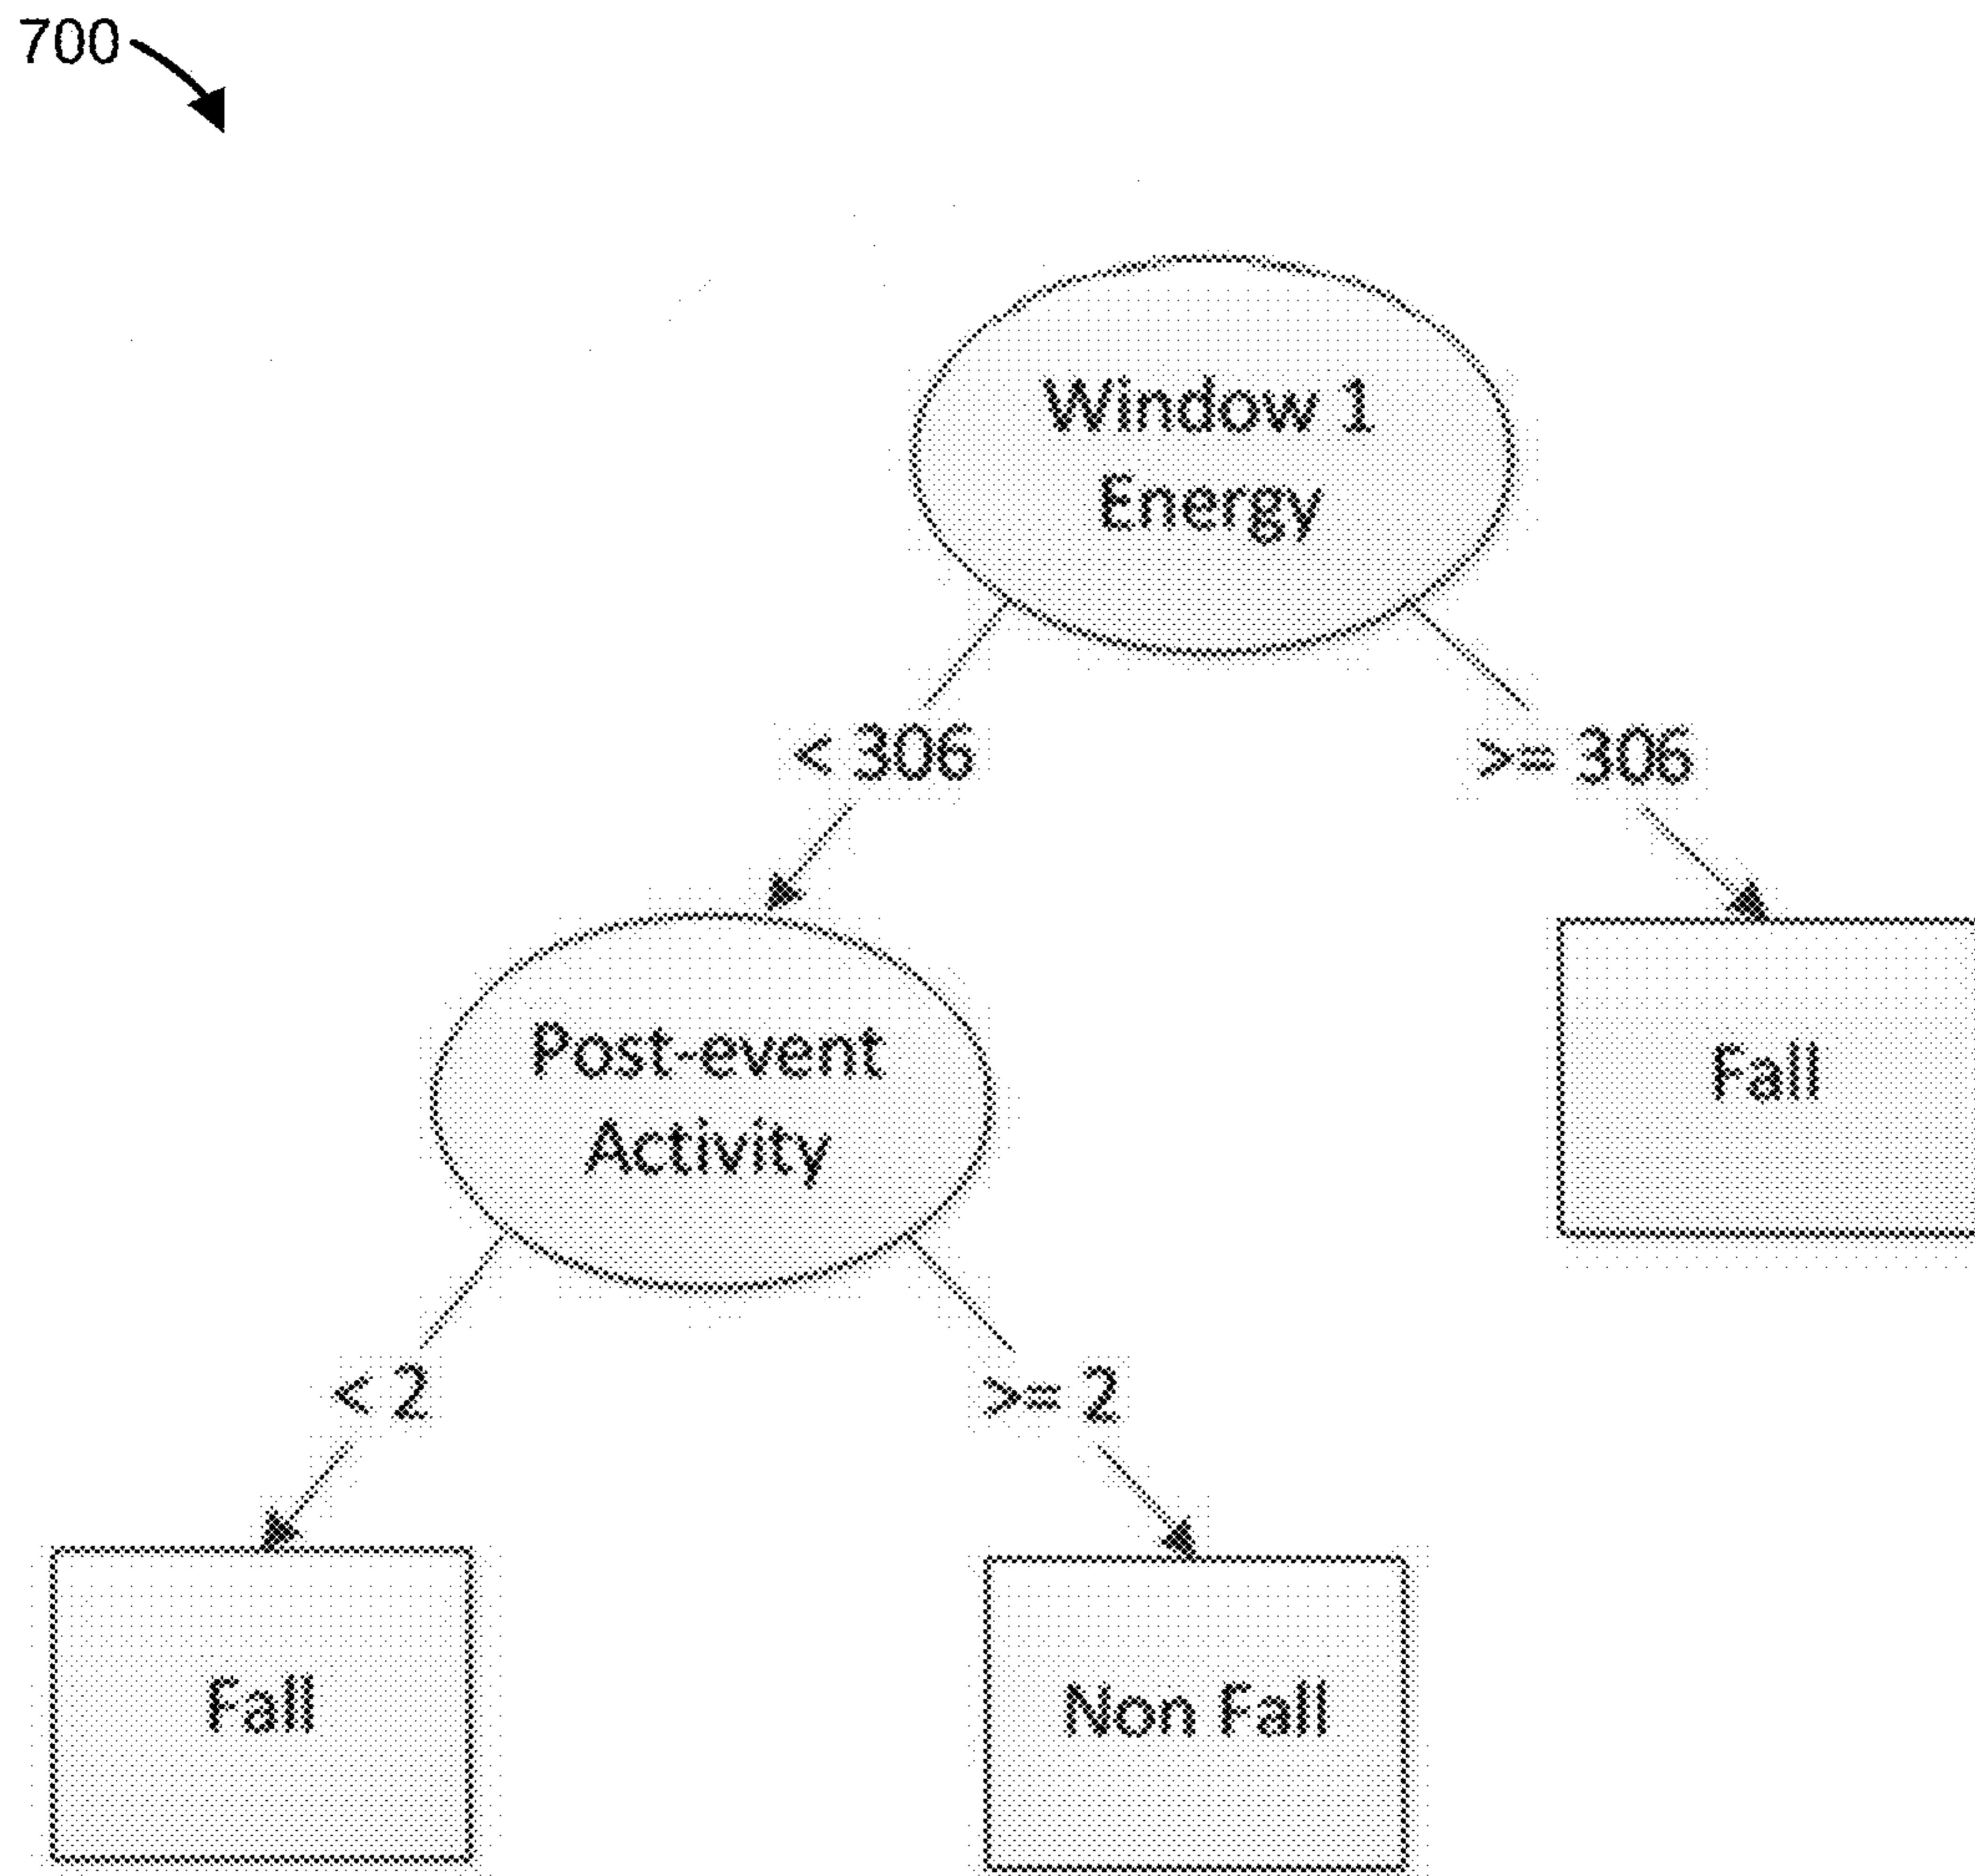 700
Window 1
Energy
< 306
>= 306
Post-event
Activity
Fall
< 2
>= 2
Fall
Non Fall